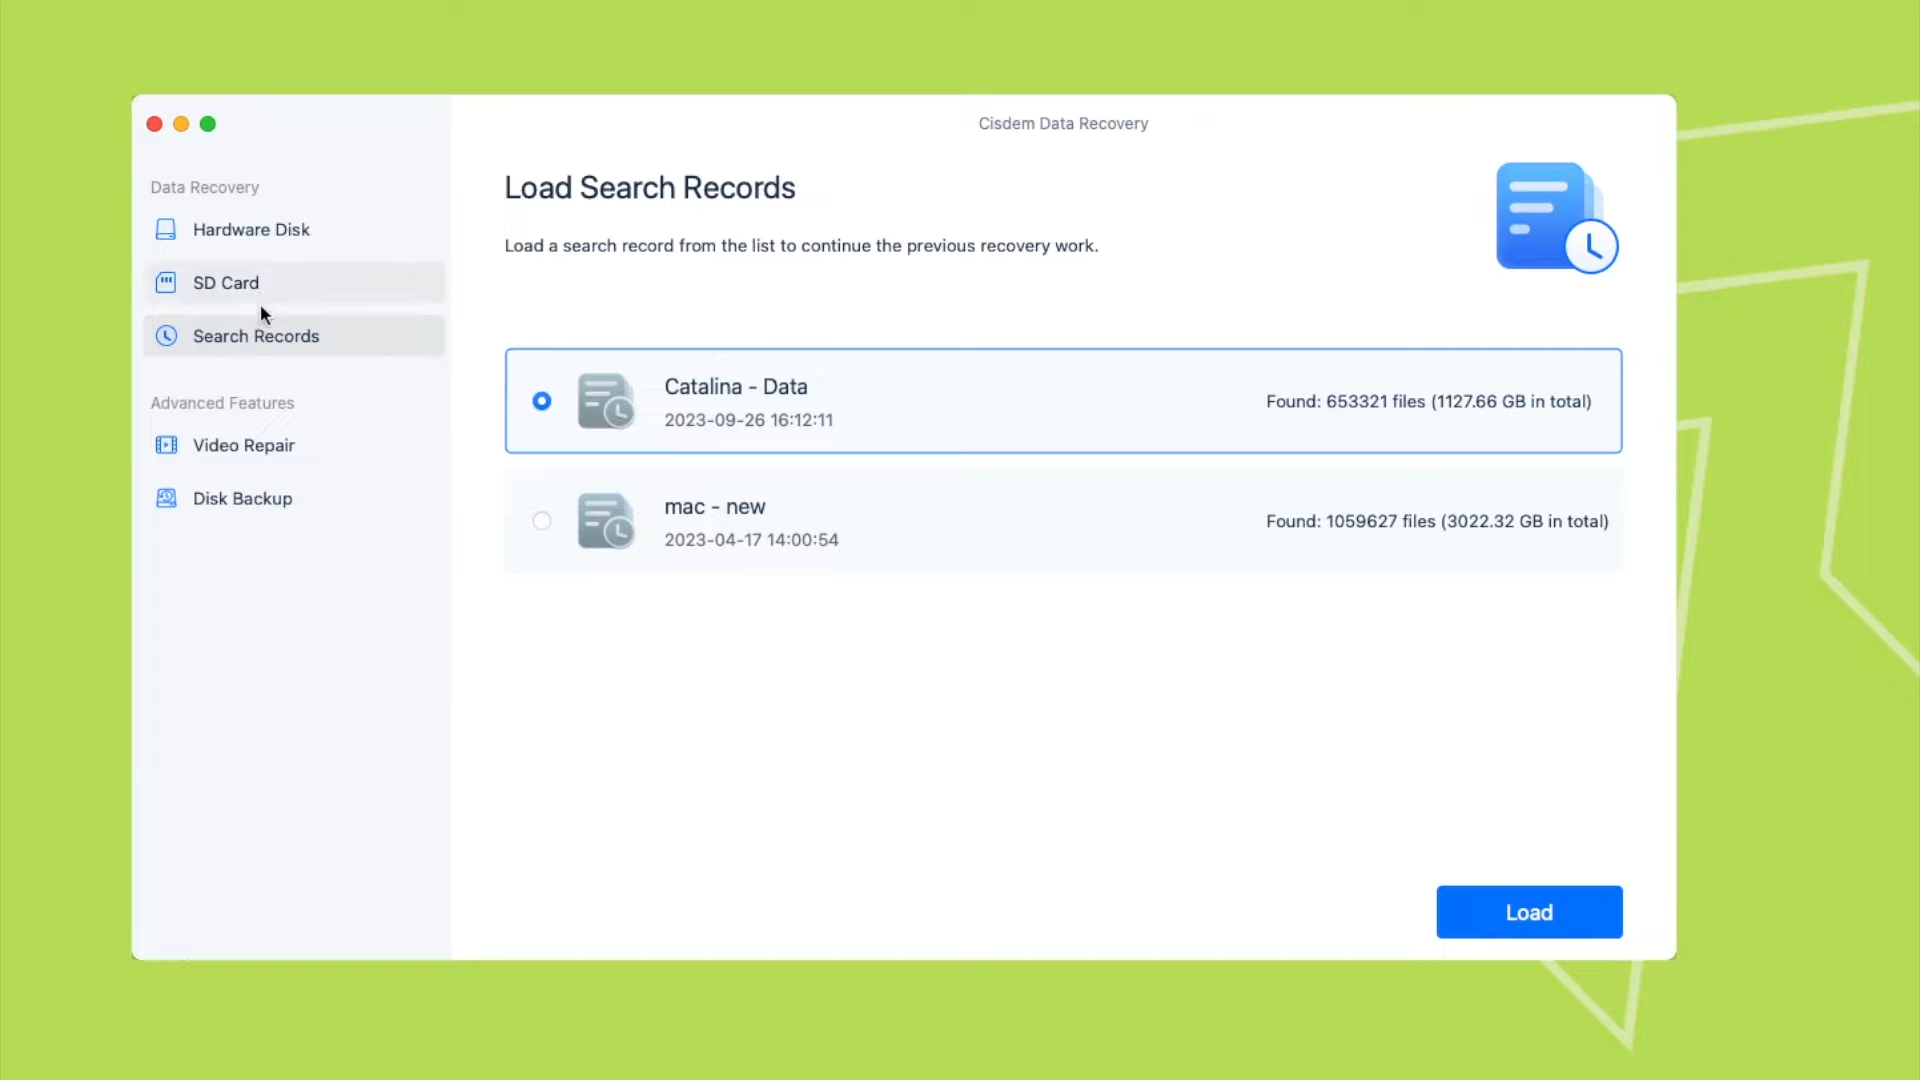 Cisdem Data Recovery
Data Recovery
Hardware Disk
SD Card
Search Records
Advanced Features
Video Repair
Disk Backup
Load Search Records
Load a search record from the list to continue the previous recovery work.
Catalina - Data
2023-09-26 16:12:11
Found: 653321 files (1127.66 GB in total)
mac - new
2023-04-17 14:00:54
Found: 1059627 files (3022.32 GB in total)
Load